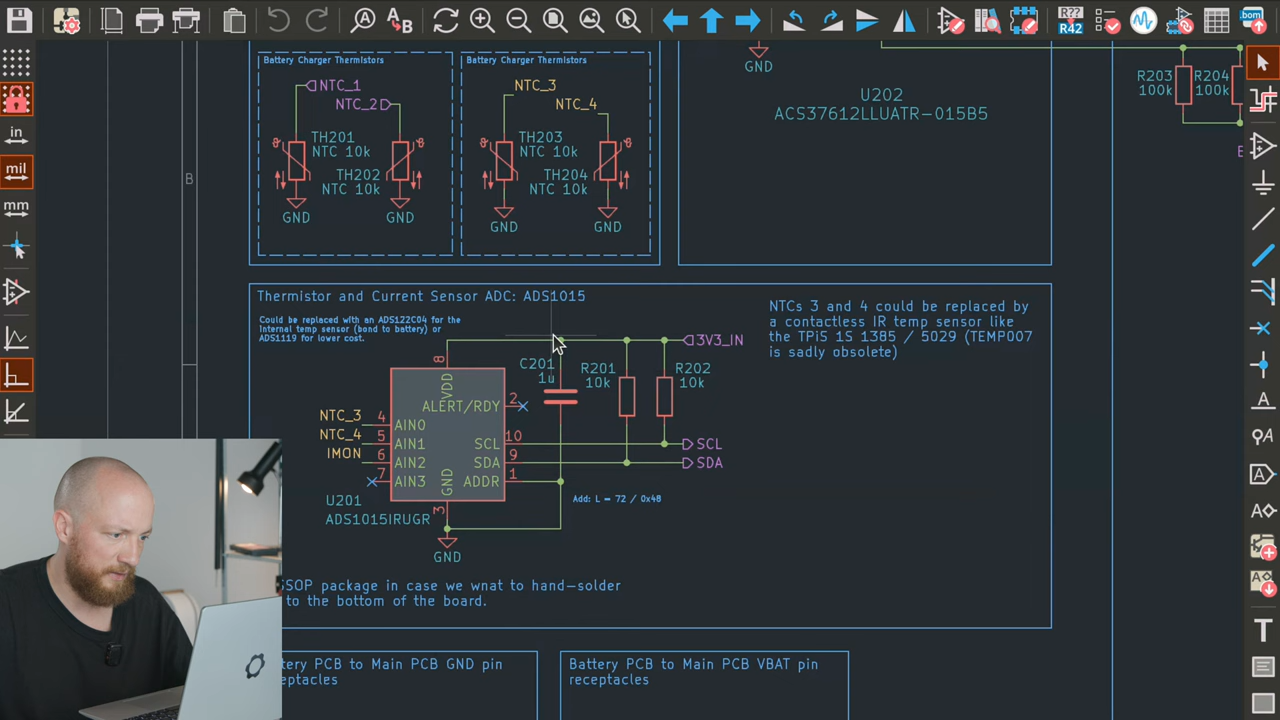 R??
R42
bom
in
mil
mm
A
T
B
Battery Charger Thermistors
NTC_1
NTC_2
TH201
NTC 10k
TH202
NTC 10k
GND
GND
Battery Charger Thermistors
NTC_3
NTC_4
TH203
NTC 10k
TH204
NTC 10k
GND
GND
GND
U202
ACS37612LLUATR-015B5
R203
100k
R204
100k
Thermistor and Current Sensor ADC: ADS1015
Could be replaced with an ADS122C04 for the
Internal temp sensor (bond to battery) or
ADS1119 for lower cost.
NTCs 3 and 4 could be replaced by
a contactless IR temp sensor like
the TPiS 1S 1385 / 5029 (TEMP007
is sadly obsolete)
3V3_IN
C201
1u
R201
10k
R202
10k
8
VDD
ALERT/RDY
2
NTC_3
4
AIN0
NTC_4
5
AIN1
SCL
10
SCL
IMON
6
AIN2
SDA
9
SDA
7
AIN3
GND
ADDR
1
3
U201
ADS1015IRUGR
Add: L = 72 / 0x48
GND
SSOP package in case we wnat to hand-solder
to the bottom of the board.
tery PCB to Main PCB GND pin
eptacles
Battery PCB to Main PCB VBAT pin
receptacles